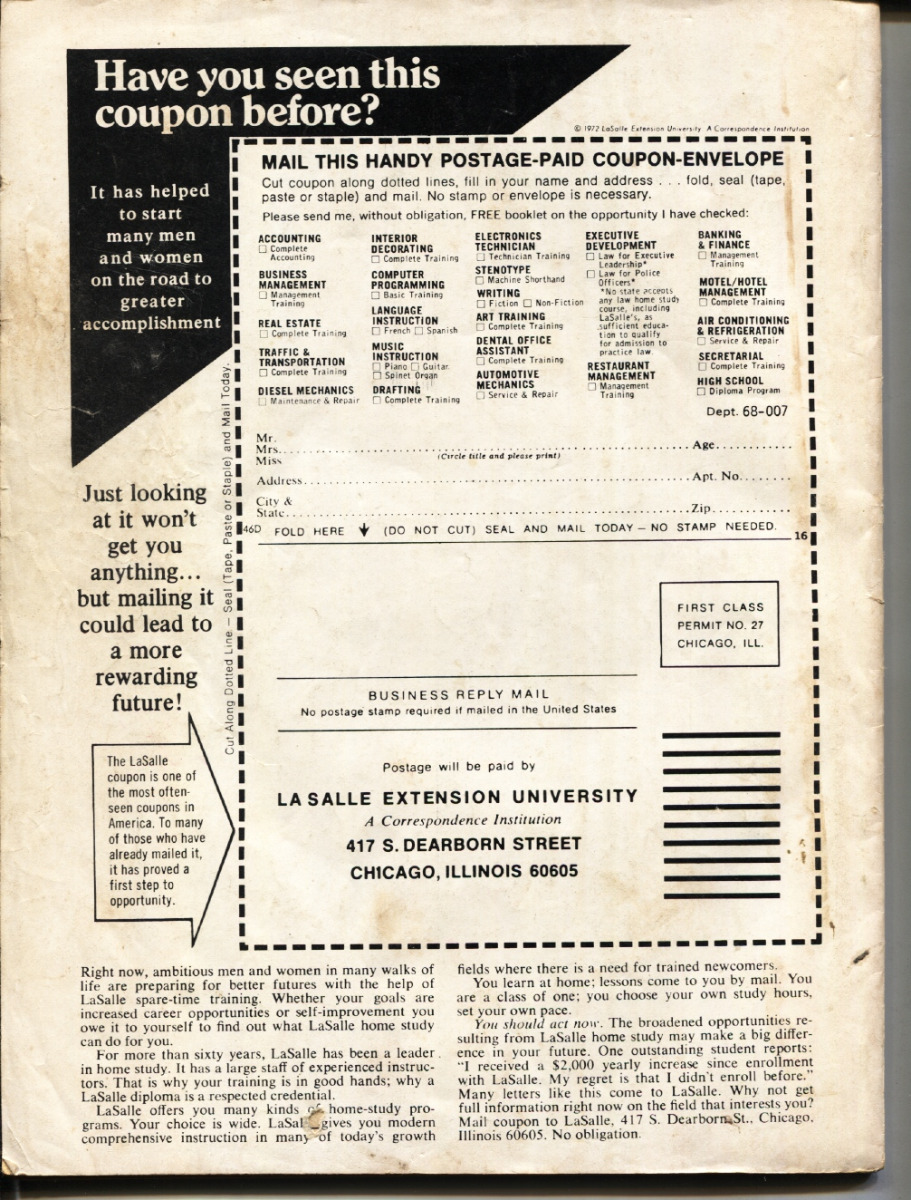 Have you seen this
coupon before?
© 1972 LaSalle Extension University A Correspondence Institution
It has helped
to start
many men
and women
on the road to
greater
accomplishment
Just looking
at it won't
get you
anything...
but mailing it
could lead to
a more
rewarding
future!
The LaSalle
coupon is one of
the most often-
seen coupons in
America. To many
of those who have
already mailed it,
it has proved a
first step to
opportunity.
Cut Along Dotted Line — Seal (Tape, Paste or Staple) and Mail Today.
MAIL THIS HANDY POSTAGE-PAID COUPON-ENVELOPE
Cut coupon along dotted lines, fill in your name and address . . . fold, seal (tape,
paste or staple) and mail. No stamp or envelope is necessary.
Please send me, without obligation, FREE booklet on the opportunity I have checked:
ACCOUNTING
☐ Complete
Accounting
BUSINESS
MANAGEMENT
☐ Management
Training
REAL ESTATE
☐ Complete Training
TRAFFIC &
TRANSPORTATION
☐ Complete Training
DIESEL MECHANICS
☐ Maintenance & Repair
INTERIOR
DECORATING
☐ Complete Training
COMPUTER
PROGRAMMING
☐ Basic Training
LANGUAGE
INSTRUCTION
☐ French ☐ Spanish
MUSIC
INSTRUCTION
☐ Piano ☐ Guitar
☐ Spinet Organ
DRAFTING
☐ Complete Training
ELECTRONICS
TECHNICIAN
☐ Technician Training
STENOTYPE
☐ Machine Shorthand
WRITING
☐ Fiction ☐ Non-Fiction
ART TRAINING
☐ Complete Training
DENTAL OFFICE
ASSISTANT
☐ Complete Training
AUTOMOTIVE
MECHANICS
☐ Service & Repair
EXECUTIVE
DEVELOPMENT
☐ Law for Executive
Leadership*
☐ Law for Police
Officers*
*No state accepts
any law home study
course, including
LaSalle's, as
sufficient educa-
tion to qualify
for admission to
practice law.
RESTAURANT
MANAGEMENT
☐ Management
Training
BANKING
& FINANCE
☐ Management
Training
MOTEL/HOTEL
MANAGEMENT
☐ Complete Training
AIR CONDITIONING
& REFRIGERATION
☐ Service & Repair
SECRETARIAL
☐ Complete Training
HIGH SCHOOL
☐ Diploma Program
Dept. 68-007
Mr.
Mrs........................................Age..............
Miss (Circle title and please print)
Address........................................Apt. No........
City &
State........................................Zip............
46D FOLD HERE ↓ (DO NOT CUT) SEAL AND MAIL TODAY — NO STAMP NEEDED. 16
FIRST CLASS
PERMIT NO. 27
CHICAGO, ILL.
BUSINESS REPLY MAIL
No postage stamp required if mailed in the United States
Postage will be paid by
LA SALLE EXTENSION UNIVERSITY
A Correspondence Institution
417 S. DEARBORN STREET
CHICAGO, ILLINOIS 60605
Right now, ambitious men and women in many walks of
life are preparing for better futures with the help of
LaSalle spare-time training. Whether your goals are
increased career opportunities or self-improvement you
owe it to yourself to find out what LaSalle home study
can do for you.
For more than sixty years, LaSalle has been a leader
in home study. It has a large staff of experienced instruc-
tors. That is why your training is in good hands; why a
LaSalle diploma is a respected credential.
LaSalle offers you many kinds of home-study pro-
grams. Your choice is wide. LaSal gives you modern
comprehensive instruction in many of today's growth
fields where there is a need for trained newcomers.
You learn at home; lessons come to you by mail. You
are a class of one; you choose your own study hours,
set your own pace.
You should act now. The broadened opportunities re-
sulting from LaSalle home study may make a big differ-
ence in your future. One outstanding student reports:
"I received a $2,000 yearly increase since enrollment
with LaSalle. My regret is that I didn't enroll before."
Many letters like this come to LaSalle. Why not get
full information right now on the field that interests you?
Mail coupon to LaSalle, 417 S. Dearborn St., Chicago,
Illinois 60605. No obligation.